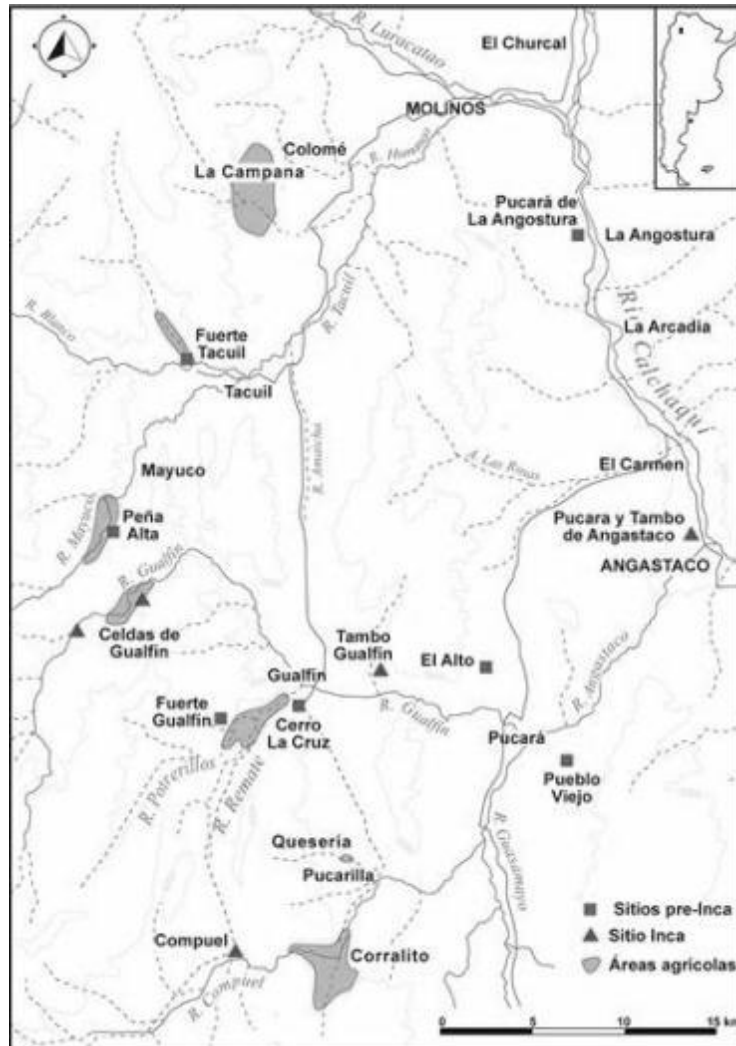 R. Luracatao
El Churcal
MOLINOS
Colomé
R. Humanao
La Campana
Pucará de
La Angostura
La Angostura
Río Calchaquí
R. Tacuil
La Arcadia
R. Blanco
Fuerte
Tacuil
Tacuil
R. Amaicha
A. Las Rosas
El Carmen
Mayuco
R. Mayuco
Peña
Alta
Pucara y Tambo
de Angastaco
ANGASTACO
R. Gualfín
Celdas de
Gualfín
Tambo
Gualfín
El Alto
R. Angastaco
Gualfín
Fuerte
Gualfín
Cerro
La Cruz
R. Gualfín
Pucará
R. Potrerillos
R. Remate
Pueblo
Viejo
Quesería
Pucarilla
R. Guasamayo
Compuel
R. Compuel
Corralito
Sitios pre-Inca
Sitio Inca
Áreas agrícolas
0 5 10 15 km